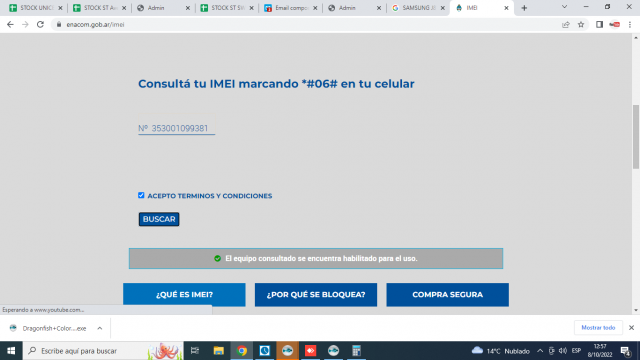 STOCK UNIO
STOCK ST A
Admin
STOCK ST S
Email compo
Admin
SAMSUNG J
IMEI
enacom.gob.ar/imei
Consultá tu IMEI marcando *#06# en tu celular
Nº 353001099381
ACEPTO TERMINOS Y CONDICIONES
BUSCAR
El equipo consultado se encuentra habilitado para el uso.
¿QUÉ ES IMEI?
¿POR QUÉ SE BLOQUEA?
COMPRA SEGURA
Esperando a www.youtube.com...
Dragonfish+Color....exe
Mostrar todo
Escribe aquí para buscar
14°C Nublado
ESP
12:57
8/10/2022